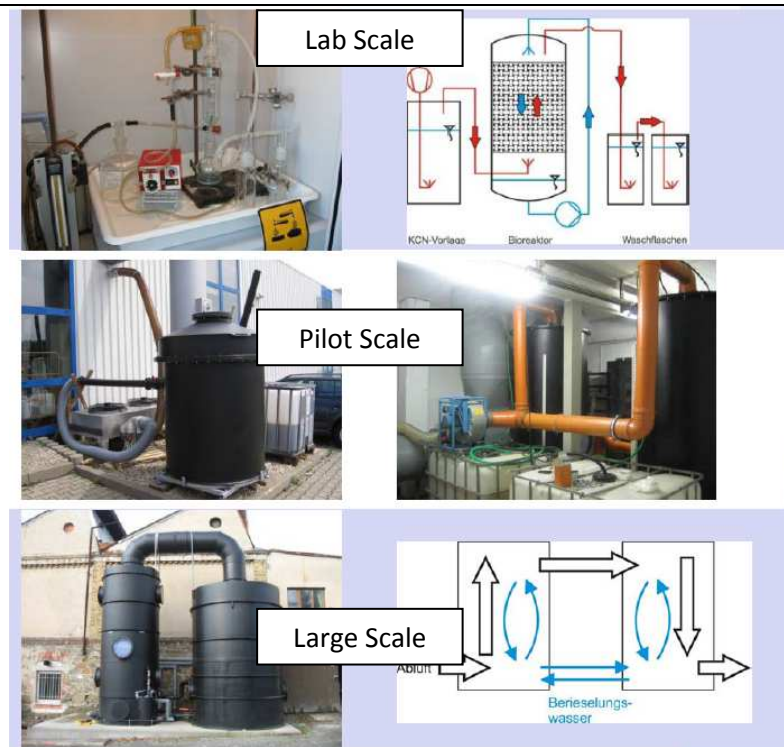 Lab Scale
KCN-Vorlage
Bioreaktor
Waschflaschen
Pilot Scale
Large Scale
Abluft
Berieselungs-
wasser